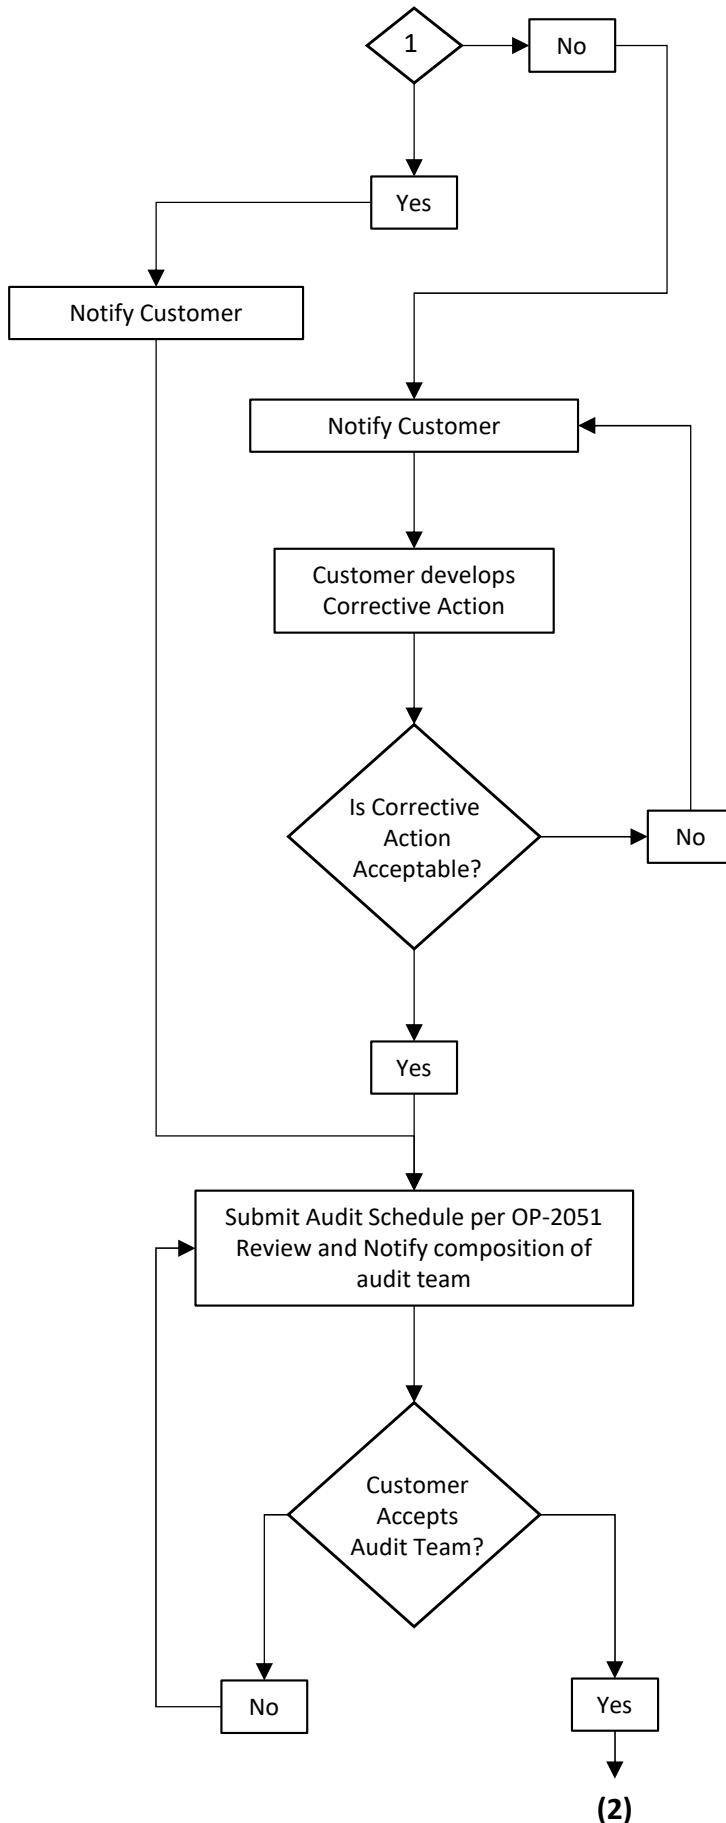 1
No
Yes
Notify Customer
Notify Customer
Customer develops
Corrective Action
Is Corrective
Action
Acceptable?
No
Yes
Submit Audit Schedule per OP-2051
Review and Notify composition of
audit team
Customer
Accepts
Audit Team?
No
Yes
(2)